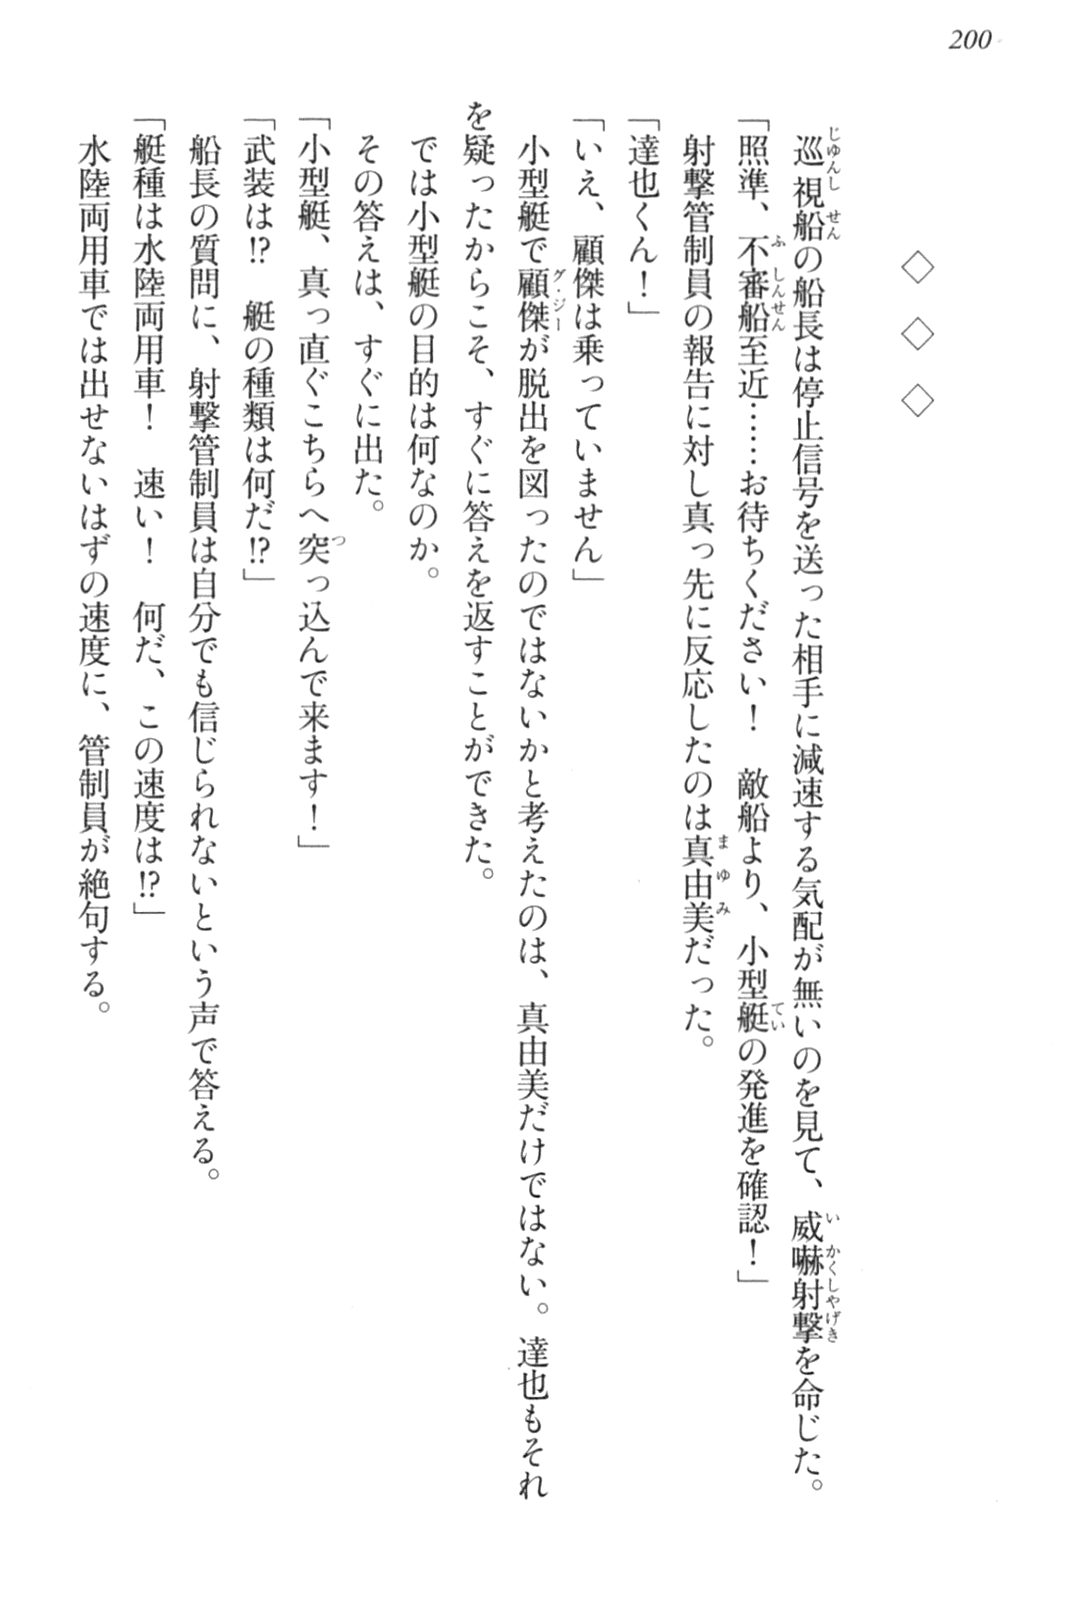 200
◇ ◇ ◇
巡視船の船長は停止信号を送った相手に減速する気配が無いのを見て、威嚇射撃を命じた。
「照準、不審船至近……お待ちください！　敵船より、小型艇の発進を確認！」
射撃管制員の報告に対し真っ先に反応したのは真由美だった。
「達也くん！」
「いえ、顧傑は乗っていません」
小型艇で顧傑が脱出を図ったのではないかと考えたのは、真由美だけではない。達也もそれ
を疑ったからこそ、すぐに答えを返すことができた。
では小型艇の目的は何なのか。
その答えは、すぐに出た。
「小型艇、真っ直ぐこちらへ突っ込んで来ます！」
「武装は!?　艇の種類は何だ!?」
船長の質問に、射撃管制員は自分でも信じられないという声で答える。
「艇種は水陸両用車！　速い！　何だ、この速度は!?」
水陸両用車では出せないはずの速度に、管制員が絶句する。